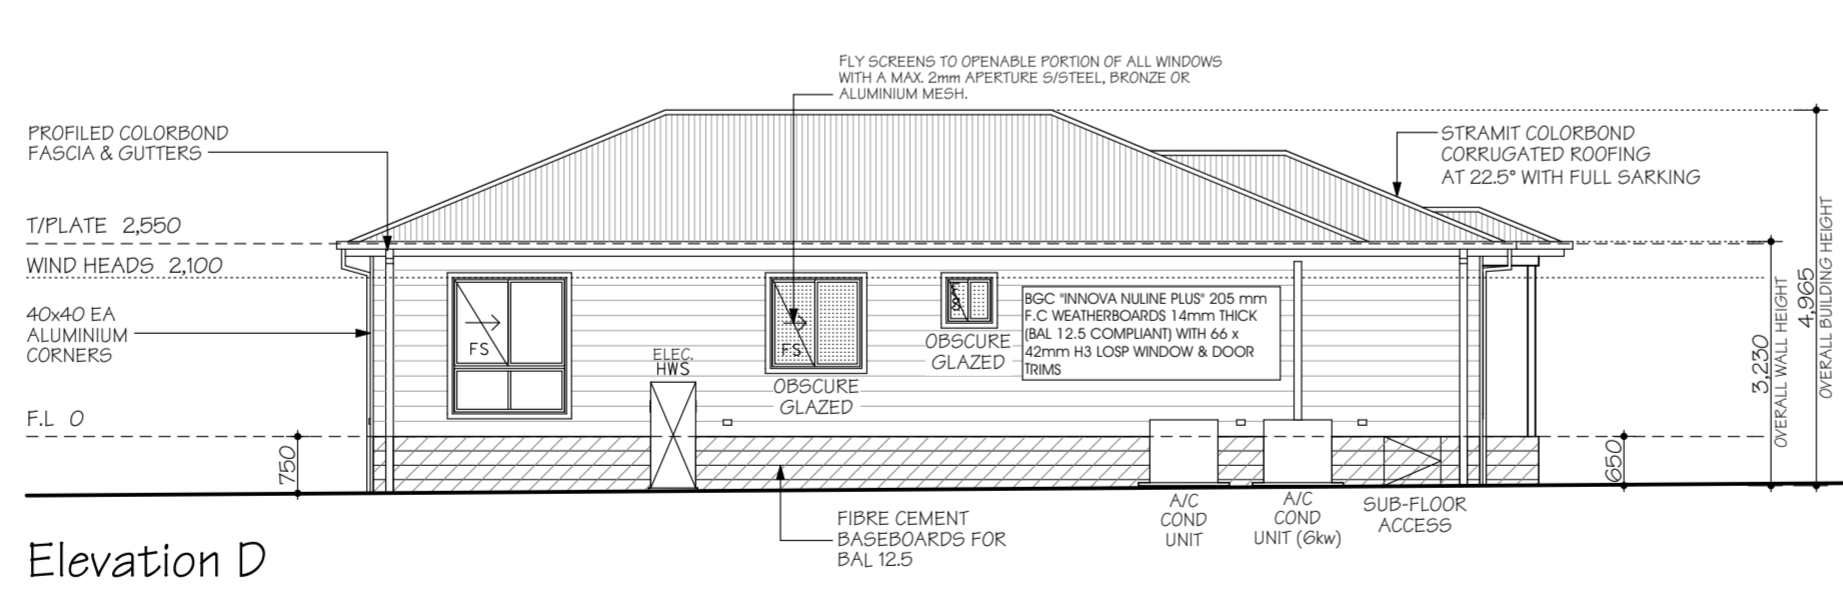 FLY SCREENS TO OPENABLE PORTION OF ALL WINDOWS
WITH A MAX. 2mm APERTURE S/STEEL, BRONZE OR
ALUMINIUM MESH.
PROFILED COLORBOND
FASCIA & GUTTERS
STRAMIT COLORBOND
CORRUGATED ROOFING
AT 22.5° WITH FULL SARKING
T/PLATE 2,550
WIND HEADS 2,100
40x40 EA
ALUMINIUM
CORNERS
F.L 0
750
FS
ELEC.
HWS
FS
OBSCURE
GLAZED
FS
OBSCURE
GLAZED
BGC "INNOVA NULINE PLUS" 205 mm
F.C WEATHERBOARDS 14mm THICK
(BAL 12.5 COMPLIANT) WITH 66 x
42mm H3 LOSP WINDOW & DOOR
TRIMS
650
3,230
OVERALL WALL HEIGHT
4,965
OVERALL BUILDING HEIGHT
FIBRE CEMENT
BASEBOARDS FOR
BAL 12.5
A/C
COND
UNIT
A/C
COND
UNIT (6kw)
SUB-FLOOR
ACCESS
Elevation D